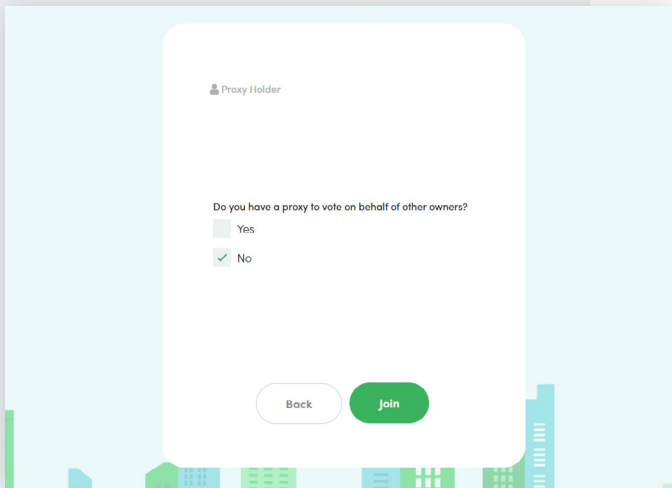 Proxy Holder
Do you have a proxy to vote on behalf of other owners?
Yes
No
Back
Join